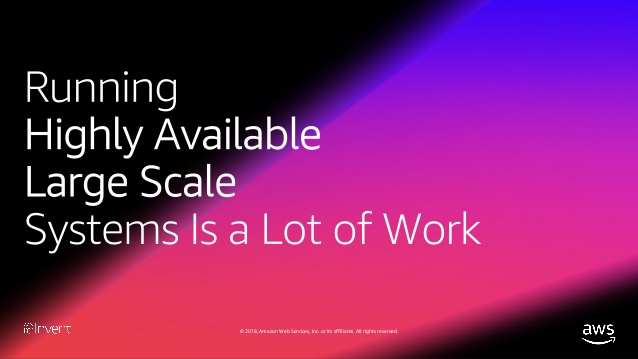 Running
Highly Available
Large Scale
Systems Is a Lot of Work
re:Invent
© 2018, Amazon Web Services, Inc. or its affiliates. All rights reserved.
aws